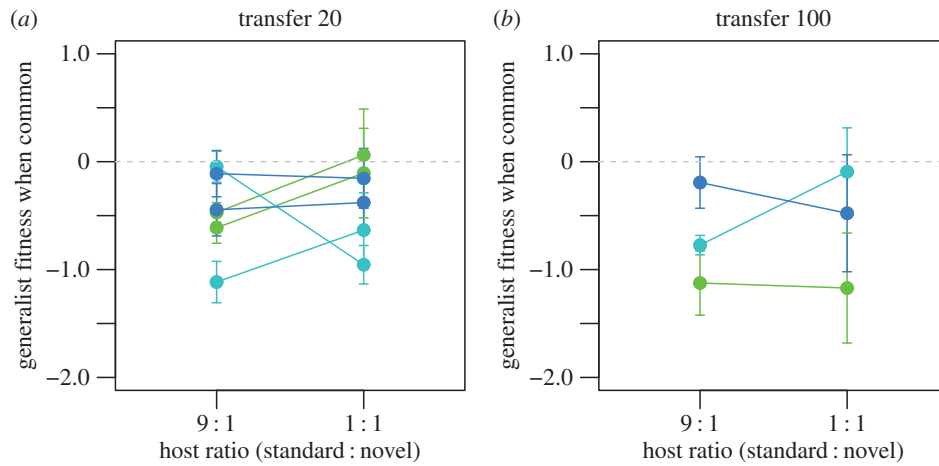 (a) transfer 20
generalist fitness when common
1.0
0
−1.0
−2.0
9 : 1 1 : 1
host ratio (standard : novel)
(b) transfer 100
generalist fitness when common
1.0
0
−1.0
−2.0
9 : 1 1 : 1
host ratio (standard : novel)